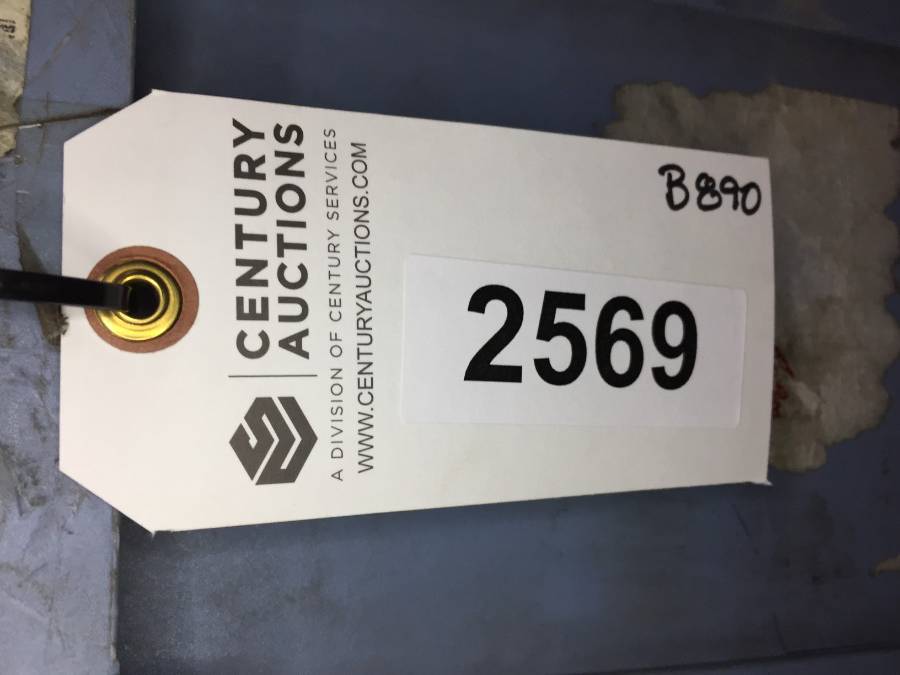 CENTURY
AUCTIONS
A DIVISION OF CENTURY SERVICES
WWW.CENTURYAUCTIONS.COM
B890
2569